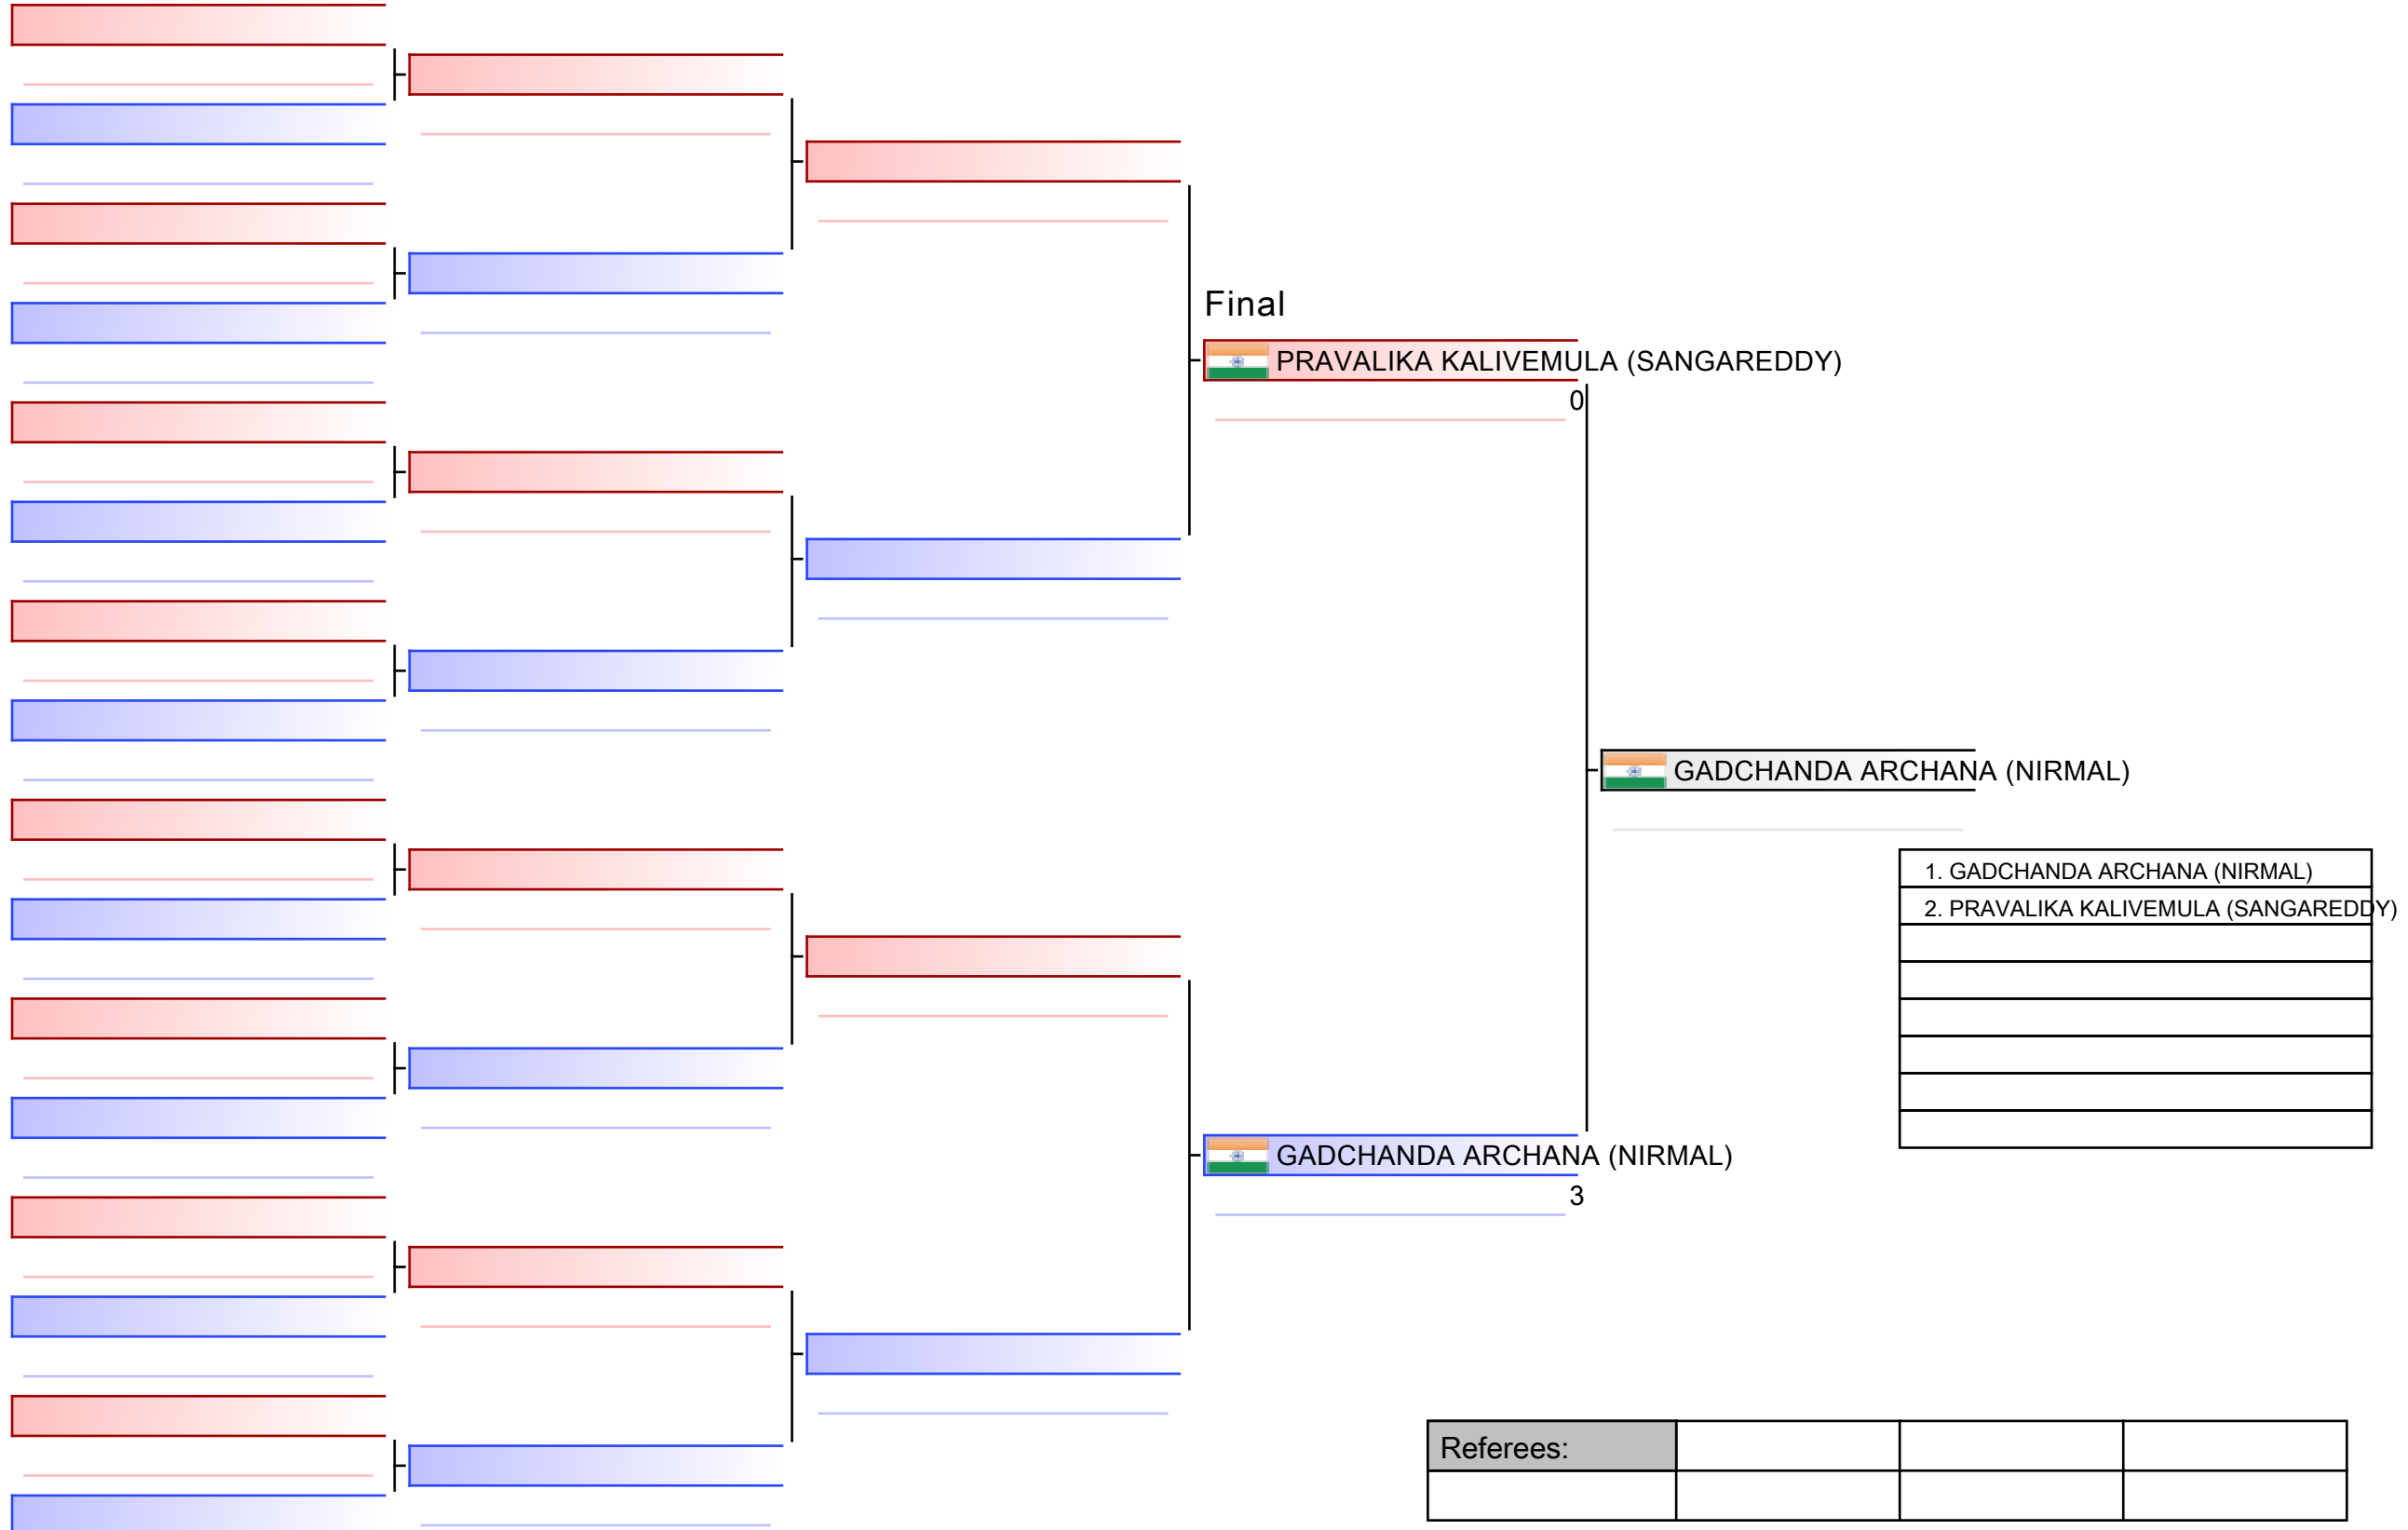 Final
PRAVALIKA KALIVEMULA (SANGAREDDY)
0
GADCHANDA ARCHANA (NIRMAL)
1. GADCHANDA ARCHANA (NIRMAL)
2. PRAVALIKA KALIVEMULA (SANGAREDDY)
GADCHANDA ARCHANA (NIRMAL)
3
Referees: